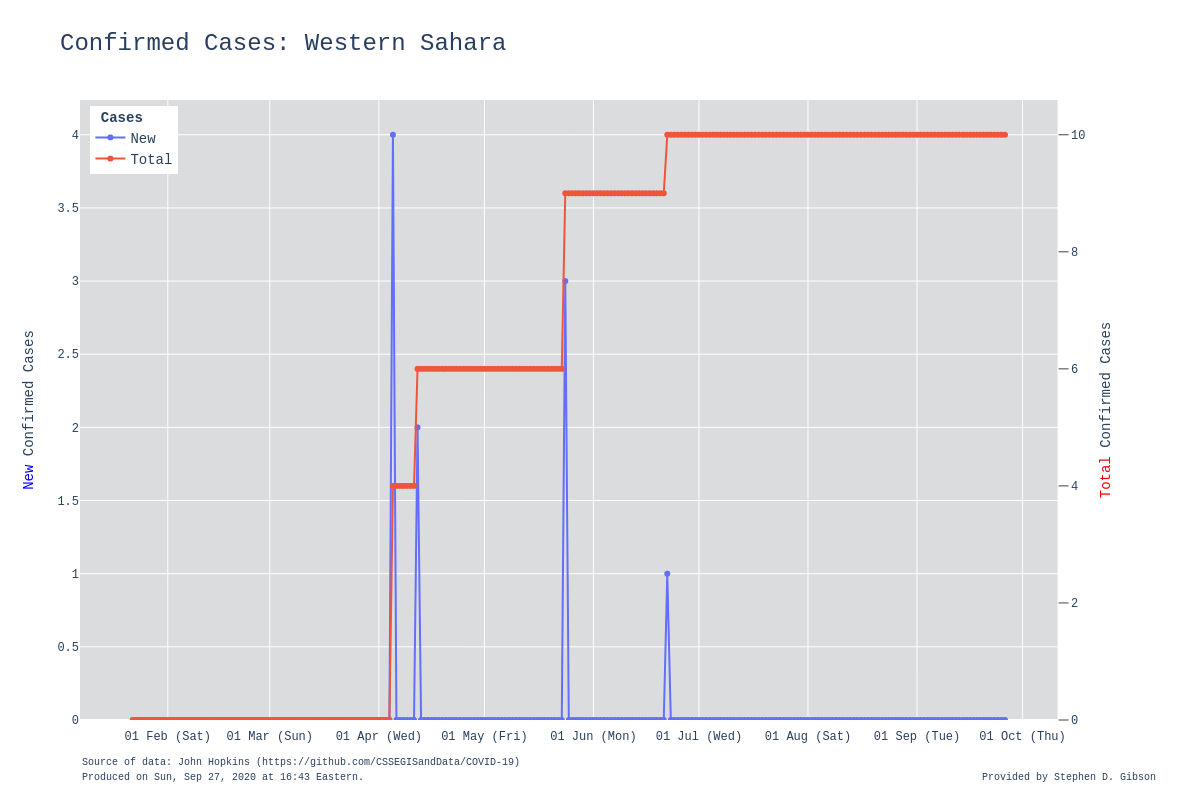 Confirmed Cases: Western Sahara
Cases
New
Total
4
3.5
3
2.5
2
1.5
1
0.5
0
New Confirmed Cases
10
8
6
4
2
0
Total Confirmed Cases
01 Feb (Sat) 01 Mar (Sun) 01 Apr (Wed) 01 May (Fri) 01 Jun (Mon) 01 Jul (Wed) 01 Aug (Sat) 01 Sep (Tue) 01 Oct (Thu)
Source of data: John Hopkins (https://github.com/CSSEGISandData/COVID-19)
Produced on Sun, Sep 27, 2020 at 16:43 Eastern.
Provided by Stephen D. Gibson